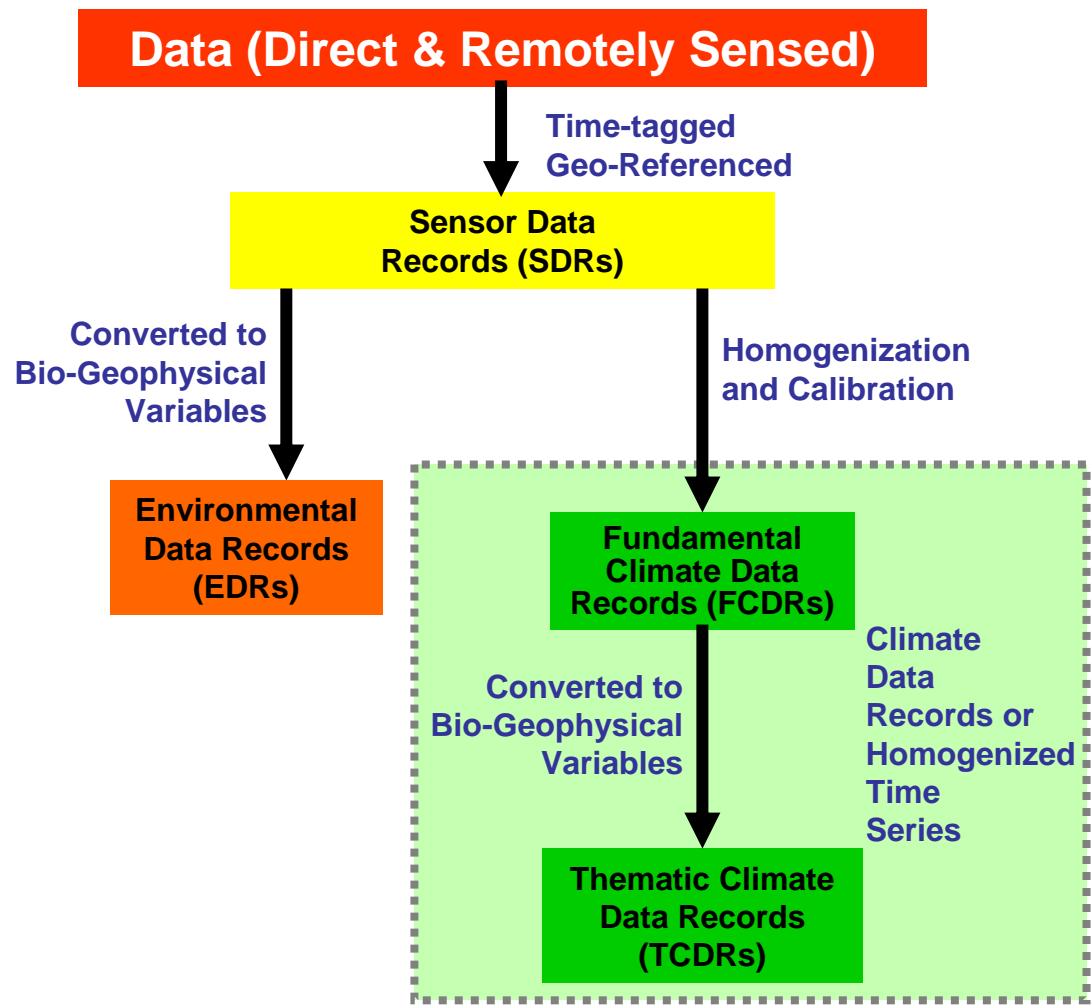 Data (Direct & Remotely Sensed)
Time-tagged
Geo-Referenced
Sensor Data
Records (SDRs)
Converted to
Bio-Geophysical
Variables
Homogenization
and Calibration
Environmental
Data Records
(EDRs)
Fundamental
Climate Data
Records (FCDRs)
Converted to
Bio-Geophysical
Variables
Climate
Data
Records or
Homogenized
Time
Series
Thematic Climate
Data Records
(TCDRs)